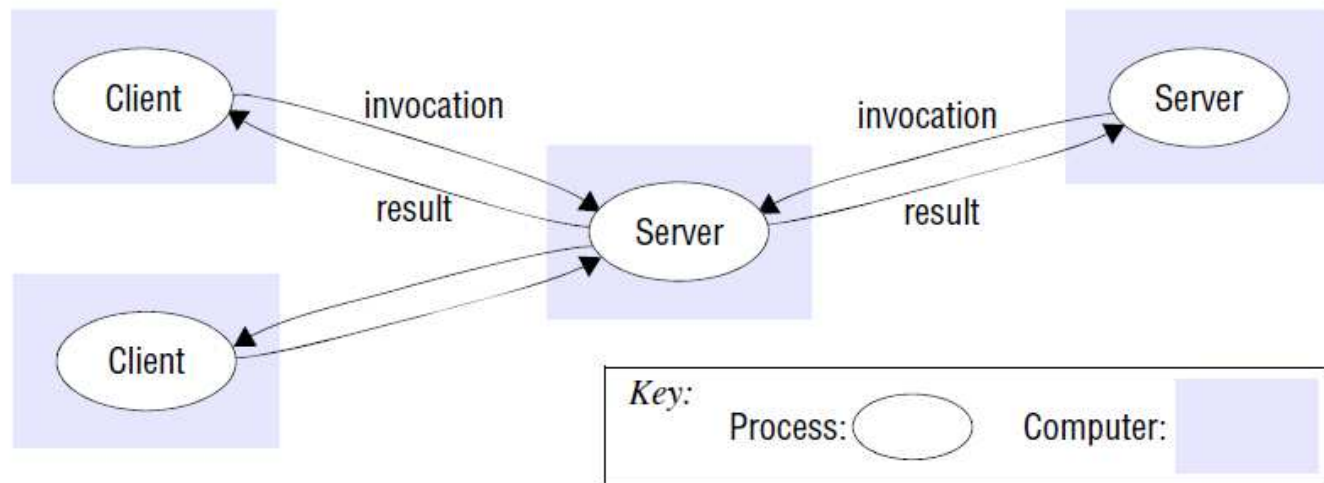 Client
invocation
result
Server
invocation
result
Server
Client
Key:
Process:
Computer: